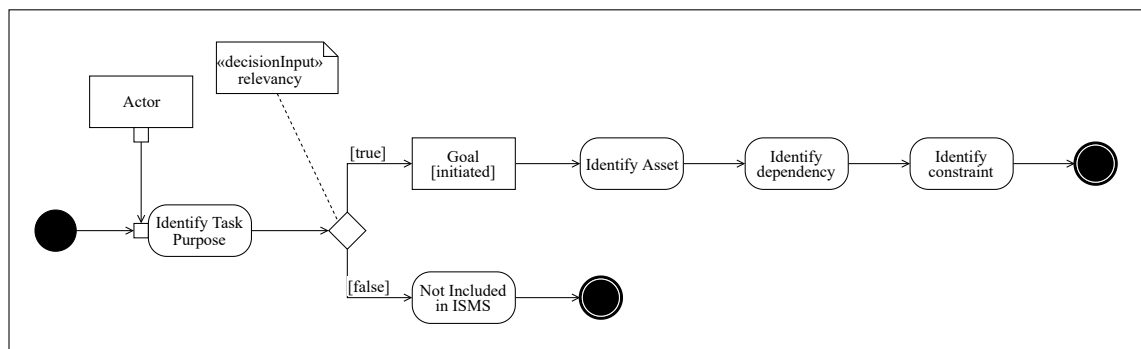 «decisionInput»
relevancy
Actor
[true]
Goal
[initiated]
Identify Asset
Identify
dependency
Identify
constraint
Identify Task
Purpose
[false]
Not Included
in ISMS